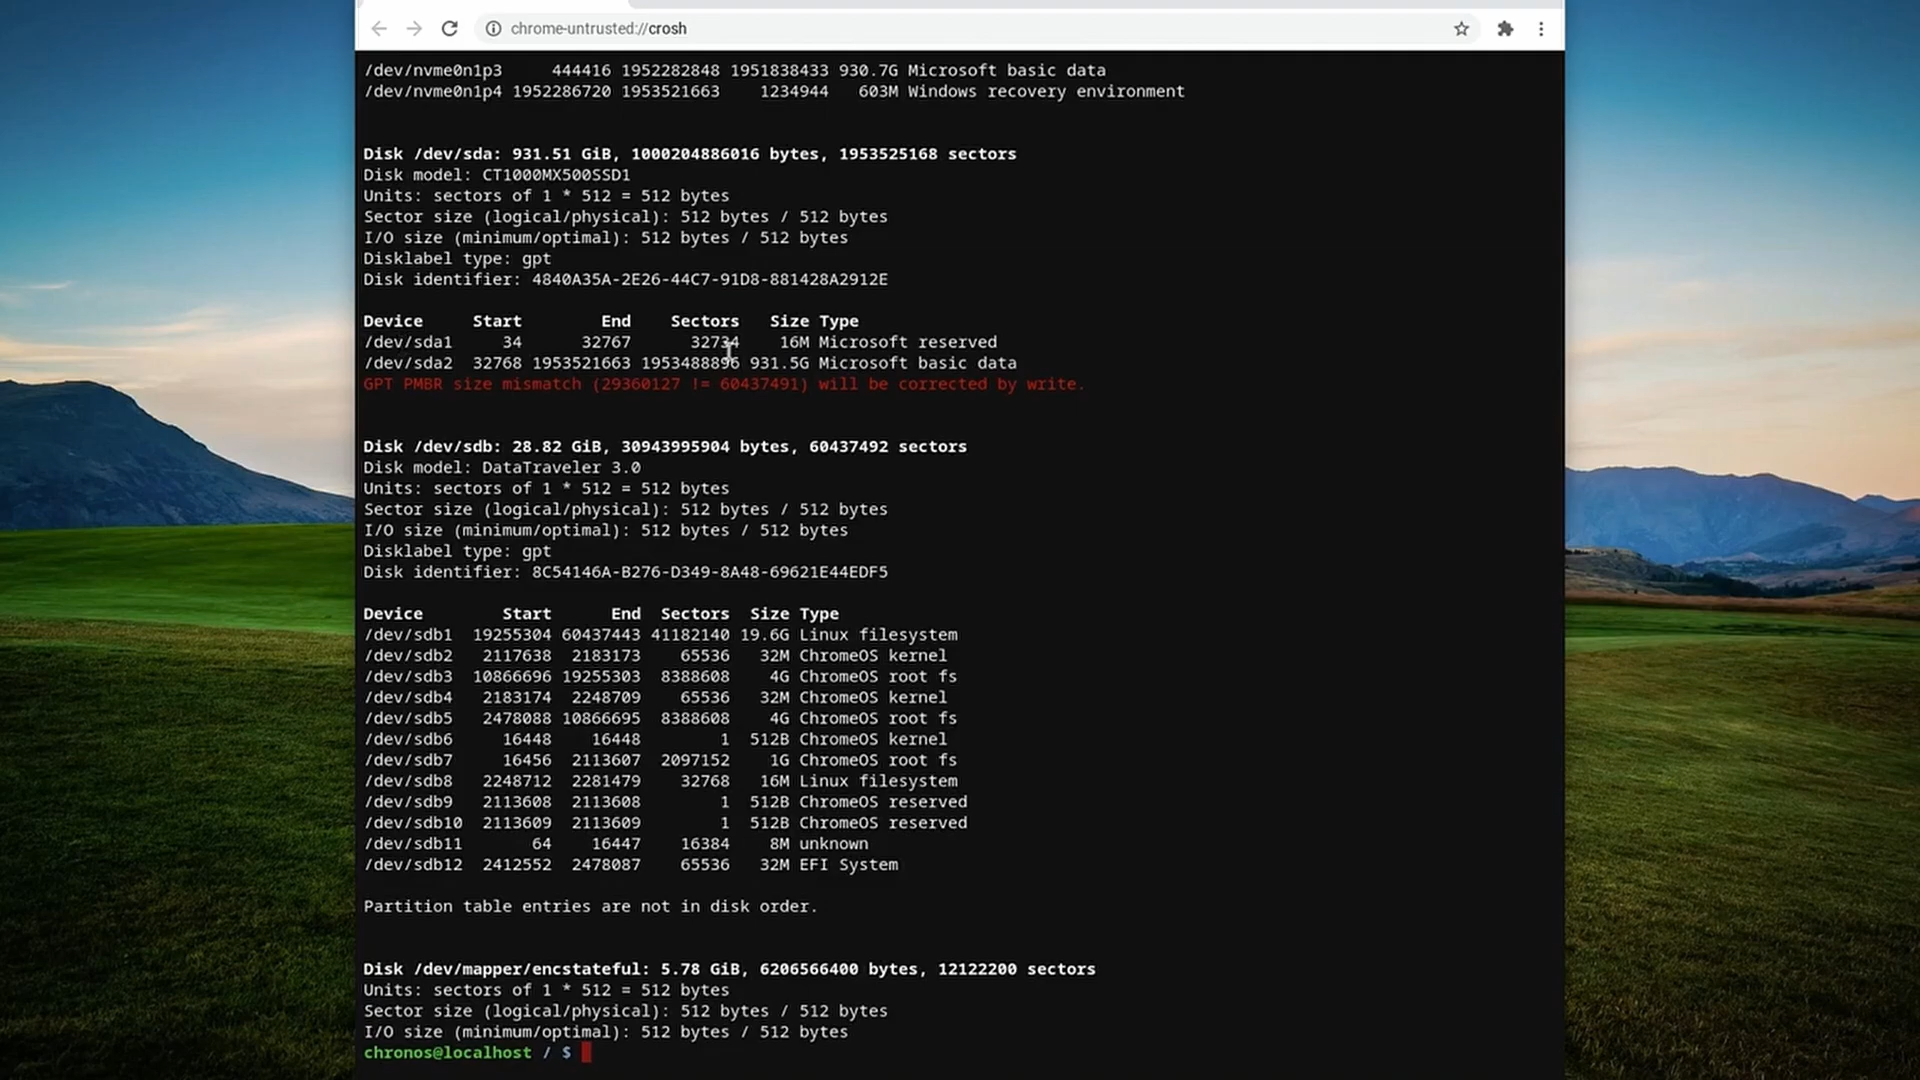 chrome-untrusted://crosh
/dev/nvme0n1p3 444416 1952282848 1951838433 930.7G Microsoft basic data
/dev/nvme0n1p4 1952286720 1953521663 1234944 603M Windows recovery environment
Disk /dev/sda: 931.51 GiB, 1000204886016 bytes, 1953525168 sectors
Disk model: CT1000MX500SSD1
Units: sectors of 1 * 512 = 512 bytes
Sector size (logical/physical): 512 bytes / 512 bytes
I/O size (minimum/optimal): 512 bytes / 512 bytes
Disklabel type: gpt
Disk identifier: 4840A35A-2E26-44C7-91D8-881428A2912E
Device Start End Sectors Size Type
/dev/sda1 34 32767 32734 16M Microsoft reserved
/dev/sda2 32768 1953521663 1953488896 931.5G Microsoft basic data
GPT PMBR size mismatch (29360127 != 60437491) will be corrected by write.
Disk /dev/sdb: 28.82 GiB, 30943995904 bytes, 60437492 sectors
Disk model: DataTraveler 3.0
Units: sectors of 1 * 512 = 512 bytes
Sector size (logical/physical): 512 bytes / 512 bytes
I/O size (minimum/optimal): 512 bytes / 512 bytes
Disklabel type: gpt
Disk identifier: 8C54146A-B276-D349-8A48-69621E44EDF5
Device Start End Sectors Size Type
/dev/sdb1 19255304 60437443 41182140 19.6G Linux filesystem
/dev/sdb2 2117638 2183173 65536 32M ChromeOS kernel
/dev/sdb3 10866696 19255303 8388608 4G ChromeOS root fs
/dev/sdb4 2183174 2248709 65536 32M ChromeOS kernel
/dev/sdb5 2478088 10866695 8388608 4G ChromeOS root fs
/dev/sdb6 16448 16448 1 512B ChromeOS kernel
/dev/sdb7 16456 2113607 2097152 1G ChromeOS root fs
/dev/sdb8 2248712 2281479 32768 16M Linux filesystem
/dev/sdb9 2113608 2113608 1 512B ChromeOS reserved
/dev/sdb10 2113609 2113609 1 512B ChromeOS reserved
/dev/sdb11 64 16447 16384 8M unknown
/dev/sdb12 2412552 2478087 65536 32M EFI System
Partition table entries are not in disk order.
Disk /dev/mapper/encstateful: 5.78 GiB, 6206566400 bytes, 12122200 sectors
Units: sectors of 1 * 512 = 512 bytes
Sector size (logical/physical): 512 bytes / 512 bytes
I/O size (minimum/optimal): 512 bytes / 512 bytes
chronos@localhost / $